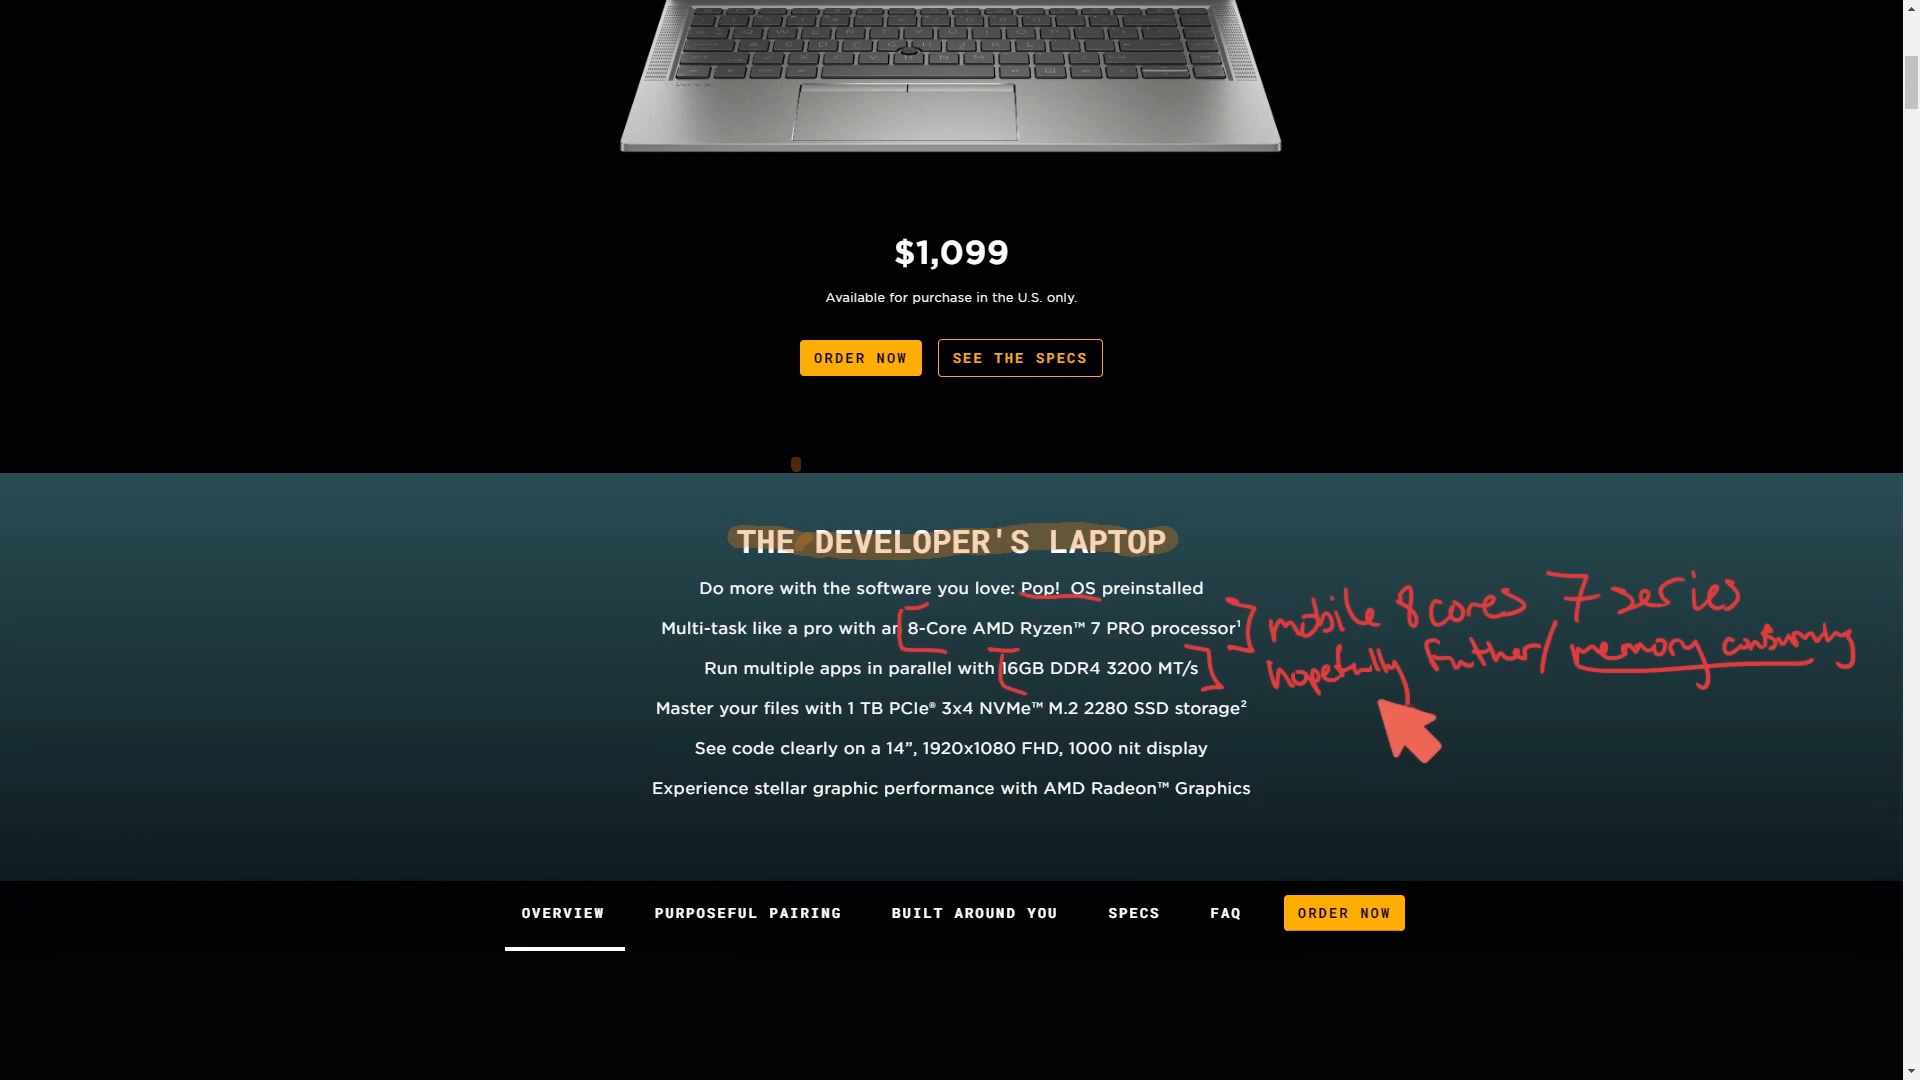 $1,099
Available for purchase in the U.S. only.
ORDER NOW
SEE THE SPECS
THE DEVELOPER'S LAPTOP
Do more with the software you love: Pop!_OS preinstalled
Multi-task like a pro with an 8-Core AMD Ryzen™ 7 PRO processor¹
mobile 8 cores 7 series
Run multiple apps in parallel with 16GB DDR4 3200 MT/s
hopefully further/memory consuming
Master your files with 1 TB PCIe® 3x4 NVMe™ M.2 2280 SSD storage²
See code clearly on a 14”, 1920x1080 FHD, 1000 nit display
Experience stellar graphic performance with AMD Radeon™ Graphics
OVERVIEW
PURPOSEFUL PAIRING
BUILT AROUND YOU
SPECS
FAQ
ORDER NOW